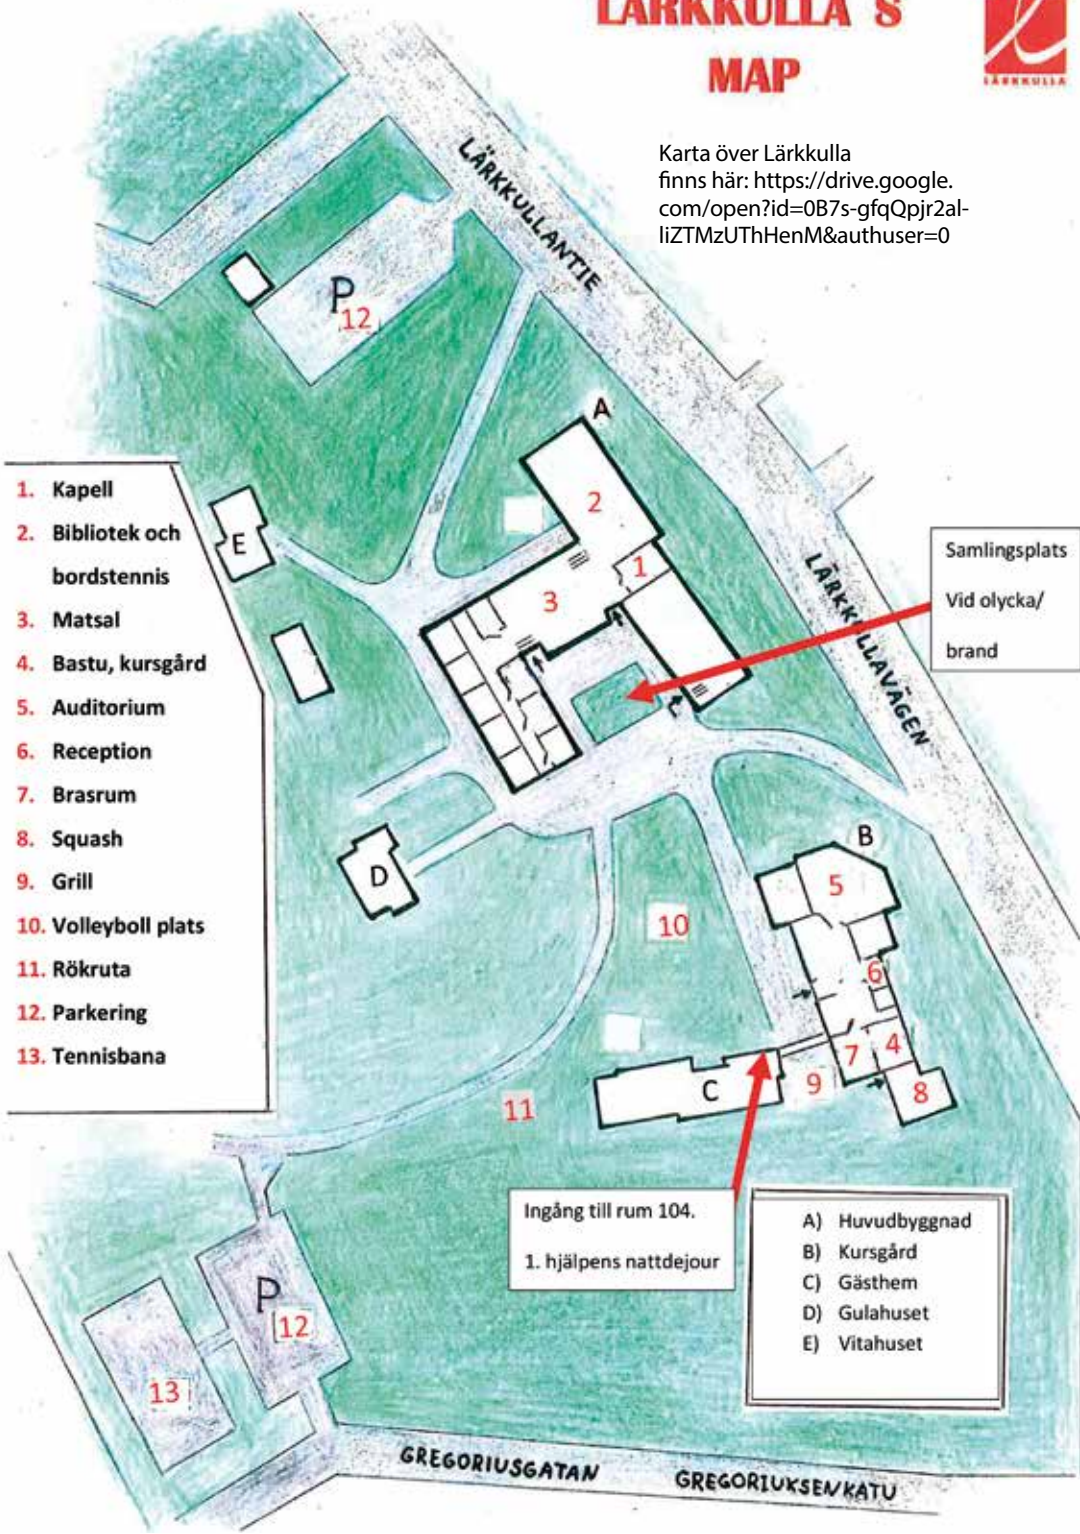 LÄRKKULLA´S
MAP
LÄRKKULLA
Karta över Lärkkulla
finns här: https://drive.google.
com/open?id=0B7s-gfqQpjr2al-
liZTMzUThHenM&authuser=0
LÄRKKULLANTIE
P
12
A
2
1
3
E
1. Kapell
2. Bibliotek och
bordstennis
3. Matsal
4. Bastu, kursgård
5. Auditorium
6. Reception
7. Brasrum
8. Squash
9. Grill
10. Volleyboll plats
11. Rökruta
12. Parkering
13. Tennisbana
Samlingsplats
Vid olycka/
brand
LÄRKKULLAVÄGEN
D
B
5
10
6
7
4
9
8
C
11
Ingång till rum 104.
1. hjälpens nattdejour
A) Huvudbyggnad
B) Kursgård
C) Gästhem
D) Gulahuset
E) Vitahuset
P
12
13
GREGORIUSGATAN GREGORIUKSENKATU